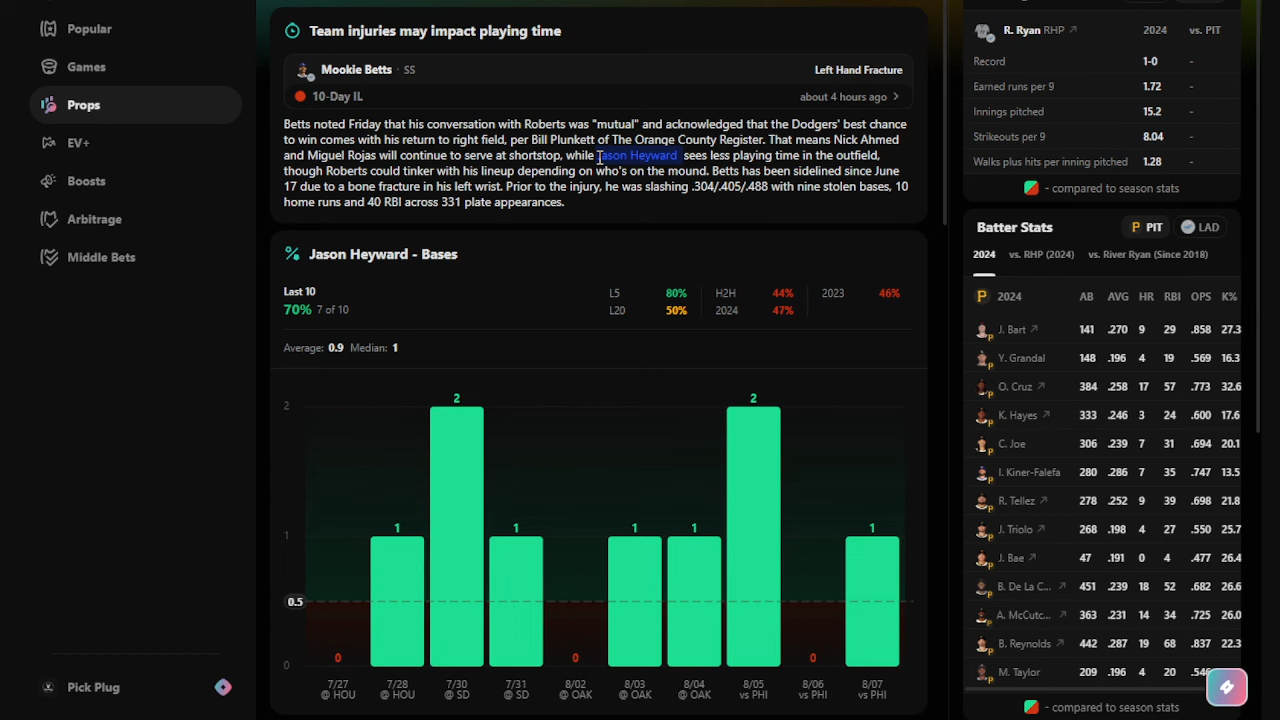 Popular
Games
Props
EV+
Boosts
Arbitrage
Middle Bets
Pick Plug
Team injuries may impact playing time
Mookie Betts · SS
Left Hand Fracture
10-Day IL
about 4 hours ago
Betts noted Friday that his conversation with Roberts was "mutual" and acknowledged that the Dodgers' best chance
to win comes with his return to right field, per Bill Plunkett of The Orange County Register. That means Nick Ahmed
and Miguel Rojas will continue to serve at shortstop, while Jason Heyward sees less playing time in the outfield,
though Roberts could tinker with his lineup depending on who's on the mound. Betts has been sidelined since June
17 due to a bone fracture in his left wrist. Prior to the injury, he was slashing .304/.405/.488 with nine stolen bases, 10
home runs and 40 RBI across 331 plate appearances.
Jason Heyward - Bases
Last 10
70% 7 of 10
L5 80% H2H 44% 2023 46%
L20 50% 2024 47%
Average: 0.9 Median: 1
2
1
0.5
0
0 1 2 1 0 1 1 2 0 1
7/27 7/28 7/30 7/31 8/02 8/03 8/04 8/05 8/06 8/07
@ HOU @ HOU @ SD @ SD @ OAK @ OAK @ OAK vs PHI vs PHI vs PHI
R. Ryan RHP 2024 vs. PIT
Record 1-0 -
Earned runs per 9 1.72 -
Innings pitched 15.2 -
Strikeouts per 9 8.04 -
Walks plus hits per inning pitched 1.28 -
- compared to season stats
Batter Stats P PIT LAD
2024 vs. RHP (2024) vs. River Ryan (Since 2018)
P 2024 AB AVG HR RBI OPS K%
J. Bart 141 .270 9 29 .858 27.3
Y. Grandal 148 .196 4 19 .569 16.3
O. Cruz 384 .258 17 57 .773 32.6
K. Hayes 333 .246 3 24 .600 17.6
C. Joe 306 .239 7 31 .694 20.1
I. Kiner-Falefa 280 .286 7 35 .747 13.5
R. Tellez 278 .252 9 39 .698 21.8
J. Triolo 268 .198 4 27 .550 25.7
J. Bae 47 .191 0 4 .477 26.4
B. De La C... 451 .239 18 52 .682 26.6
A. McCutc... 363 .231 14 34 .725 26.0
B. Reynolds 442 .287 19 68 .837 22.3
M. Taylor 209 .196 4 20
- compared to season stats